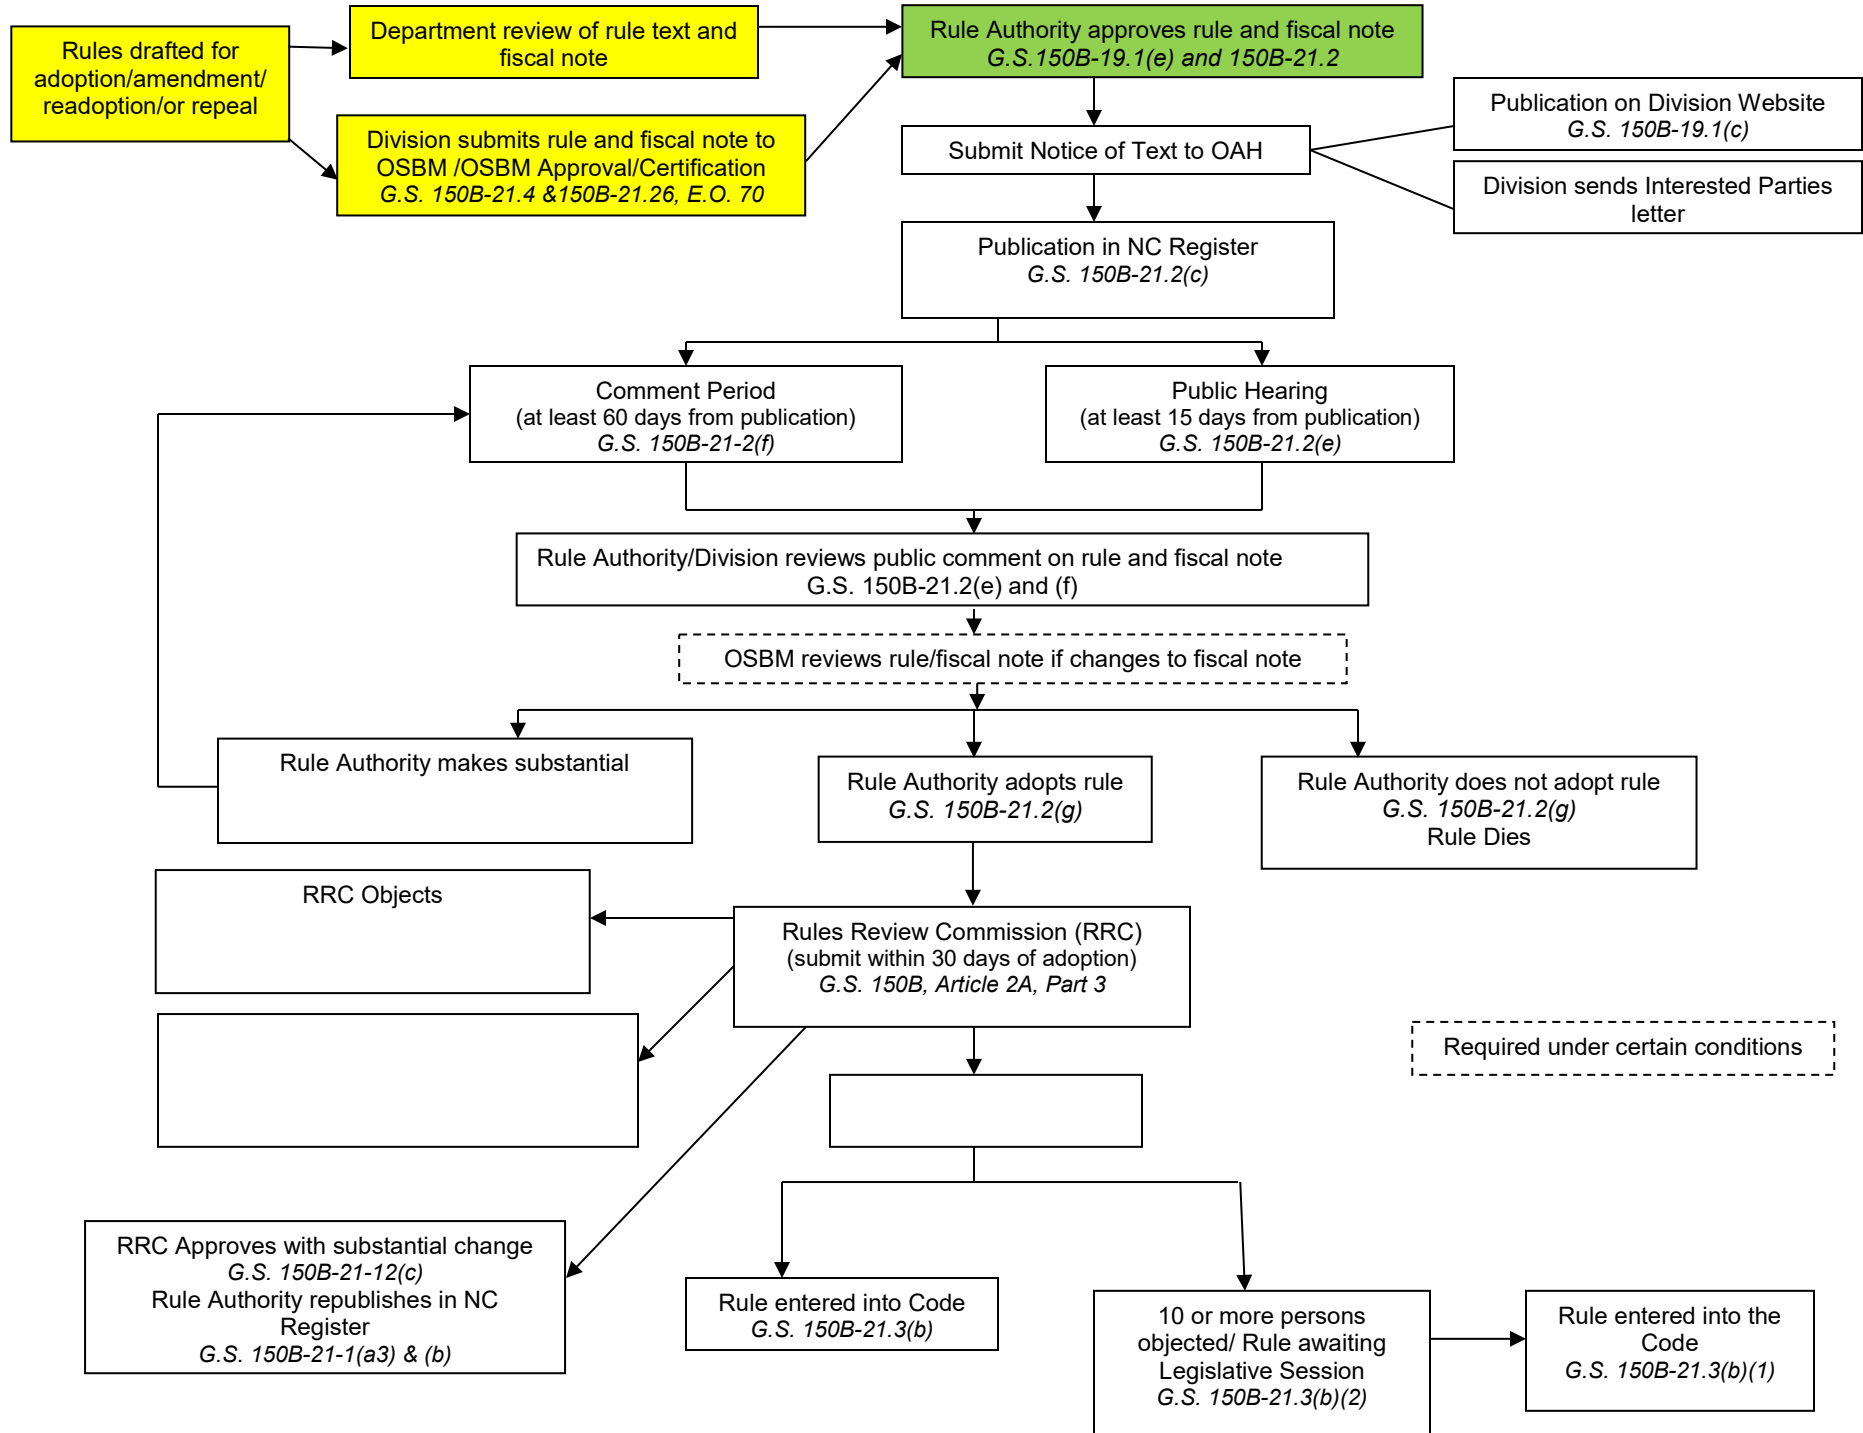 Rules drafted for
adoption/amendment/
readoption/or repeal
Department review of rule text and
fiscal note
Division submits rule and fiscal note to
OSBM /OSBM Approval/Certification
G.S. 150B-21.4 &150B-21.26, E.O. 70
Rule Authority approves rule and fiscal note
G.S.150B-19.1(e) and 150B-21.2
Submit Notice of Text to OAH
Publication on Division Website
G.S. 150B-19.1(c)
Division sends Interested Parties
letter
Publication in NC Register
G.S. 150B-21.2(c)
Comment Period
(at least 60 days from publication)
G.S. 150B-21-2(f)
Public Hearing
(at least 15 days from publication)
G.S. 150B-21.2(e)
Rule Authority/Division reviews public comment on rule and fiscal note
G.S. 150B-21.2(e) and (f)
OSBM reviews rule/fiscal note if changes to fiscal note
Rule Authority makes substantial
Rule Authority adopts rule
G.S. 150B-21.2(g)
Rule Authority does not adopt rule
G.S. 150B-21.2(g)
Rule Dies
RRC Objects
Rules Review Commission (RRC)
(submit within 30 days of adoption)
G.S. 150B, Article 2A, Part 3
Required under certain conditions
RRC Approves with substantial change
G.S. 150B-21-12(c)
Rule Authority republishes in NC
Register
G.S. 150B-21-1(a3) & (b)
Rule entered into Code
G.S. 150B-21.3(b)
10 or more persons
objected/ Rule awaiting
Legislative Session
G.S. 150B-21.3(b)(2)
Rule entered into the
Code
G.S. 150B-21.3(b)(1)